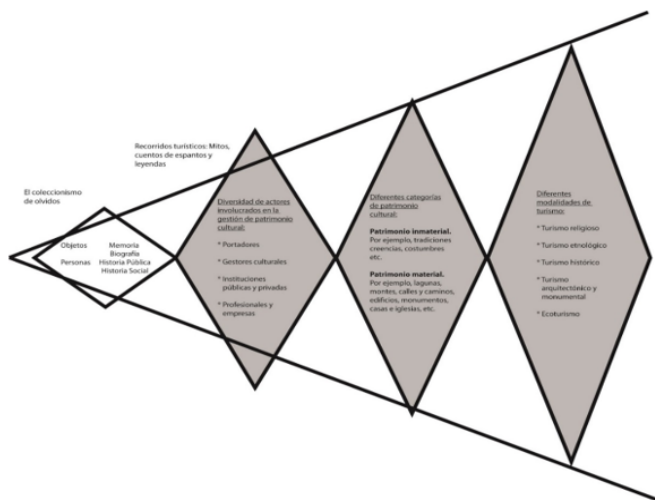 Recorridos turísticos: Mitos,
cuentos de espantos y
leyendas
El coleccionismo
de olvidos
Objetos
Personas
Memoria
Biografía
Historia Pública
Historia Social
Diversidad de actores
involucrados en la
gestión de patrimonio
cultural:
* Portadores
* Gestores culturales
* Instituciones
públicas y privadas
* Profesionales y
empresas
Diferentes categorías
de patrimonio
cultural:
Patrimonio inmaterial.
Por ejemplo, tradiciones
creencias, costumbres
etc.
Patrimonio material.
Por ejemplo, lagunas,
montes, calles y caminos,
edificios, monumentos,
casas e iglesias, etc.
Diferentes
modalidades de
turismo:
* Turismo religioso
* Turismo etnológico
* Turismo histórico
* Turismo
arquitectónico y
monumental
* Ecoturismo